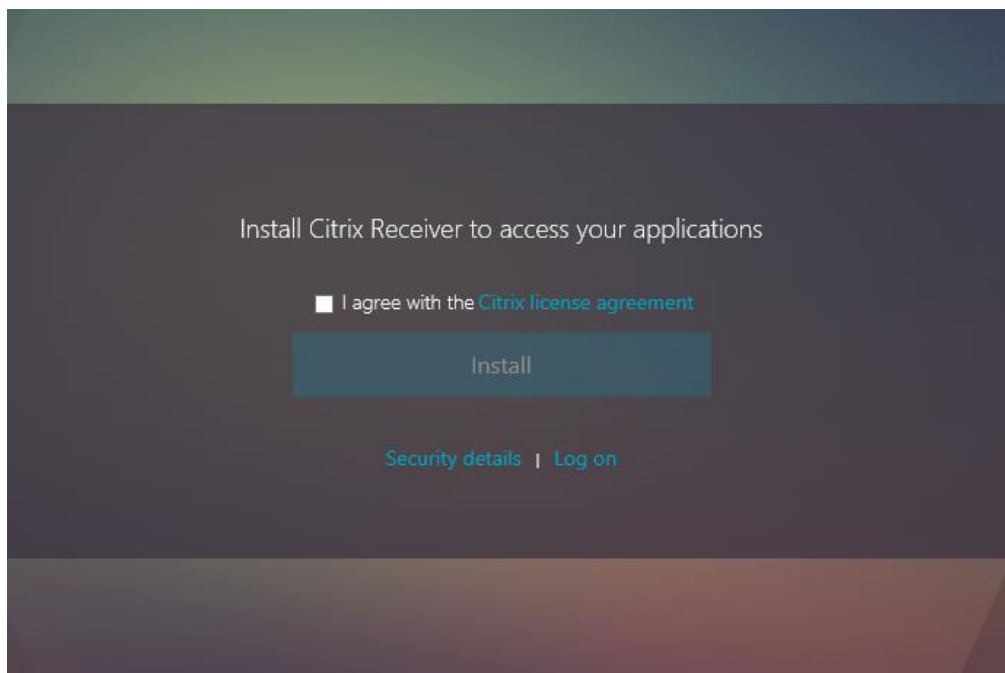 Install Citrix Receiver to access your applications
I agree with the Citrix license agreement
Install
Security details | Log on